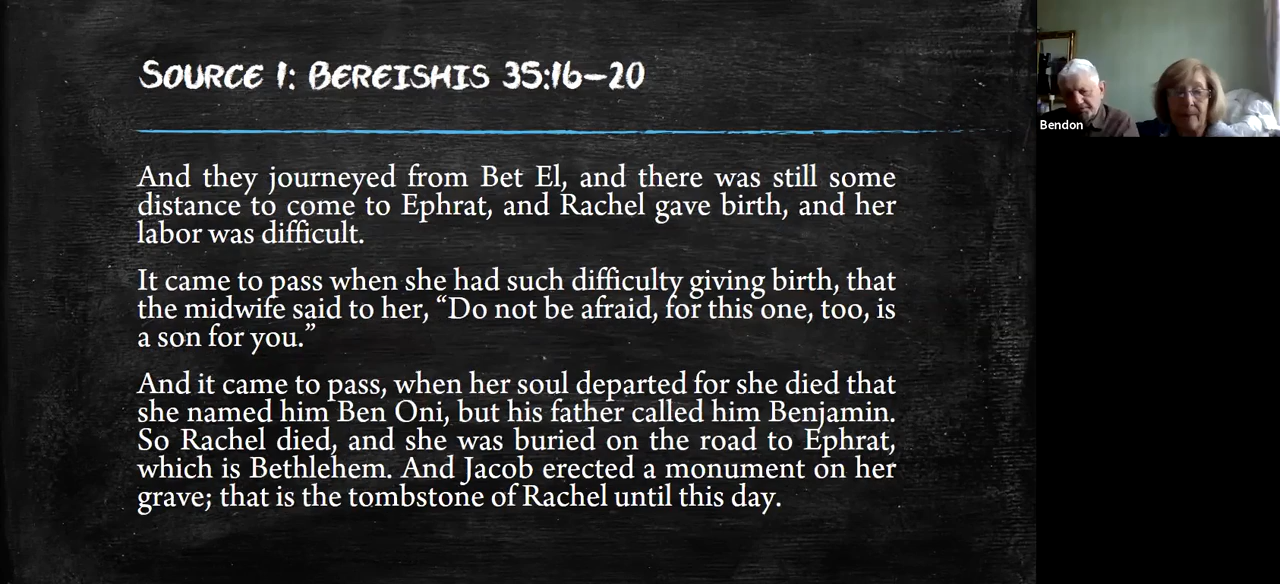 SOURCE 1: BEREISHIS 35:16–20
And they journeyed from Bet El, and there was still some
distance to come to Ephrat, and Rachel gave birth, and her
labor was difficult.
It came to pass when she had such difficulty giving birth, that
the midwife said to her, “Do not be afraid, for this one, too, is
a son for you.”
And it came to pass, when her soul departed for she died that
she named him Ben Oni, but his father called him Benjamin.
So Rachel died, and she was buried on the road to Ephrat,
which is Bethlehem. And Jacob erected a monument on her
grave; that is the tombstone of Rachel until this day.
Bendon